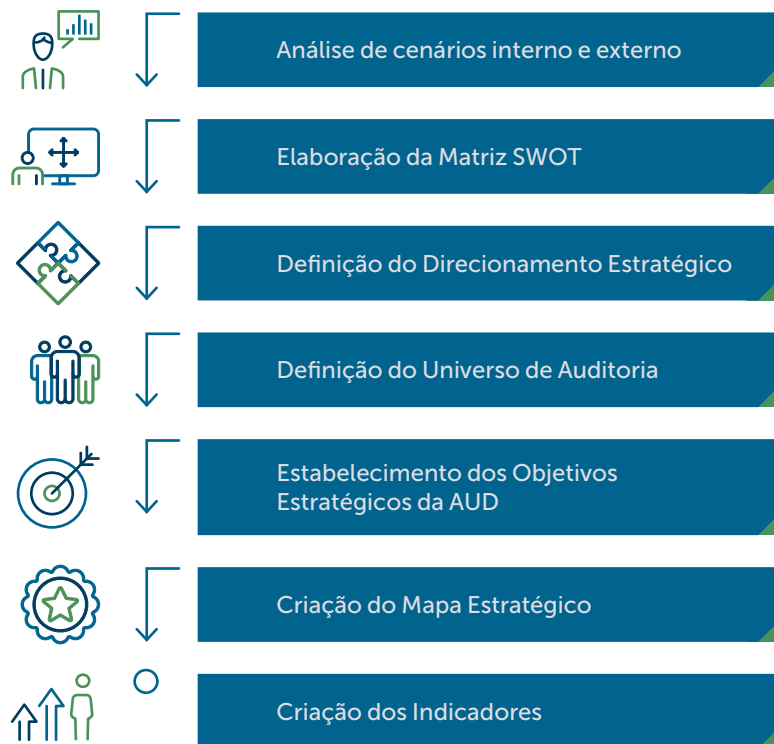 Análise de cenários interno e externo
Elaboração da Matriz SWOT
Definição do Direcionamento Estratégico
Definição do Universo de Auditoria
Estabelecimento dos Objetivos
Estratégicos da AUD
Criação do Mapa Estratégico
Criação dos Indicadores